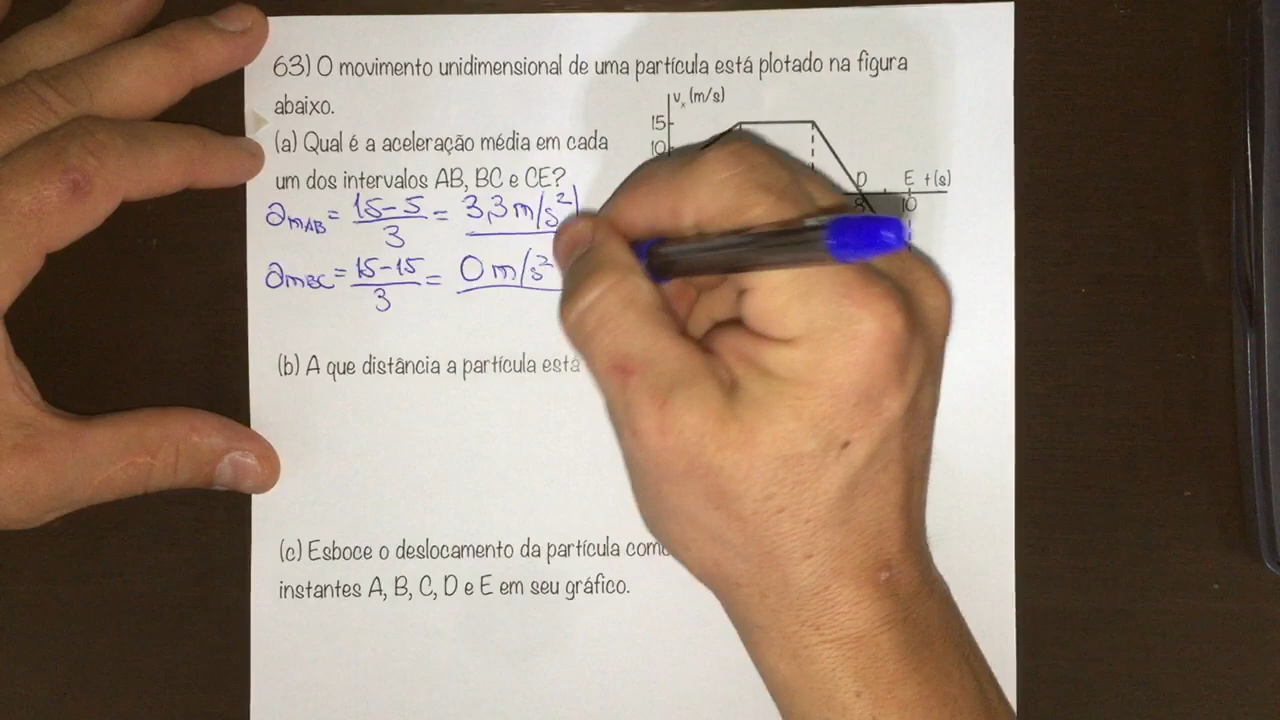 63) O movimento unidimensional de uma partícula está plotado na figura
abaixo.
(a) Qual é a aceleração média em cada
um dos intervalos AB, BC e CE?
vₓ (m/s)
15
10
D
E t(s)
8
10
amAB = 15-5/3 = 3,3 m/s²
amBC = 15-15/3 = 0 m/s²
(b) A que distância a partícula está
(c) Esboce o deslocamento da partícula
instantes A, B, C, D e E em seu gráfico.